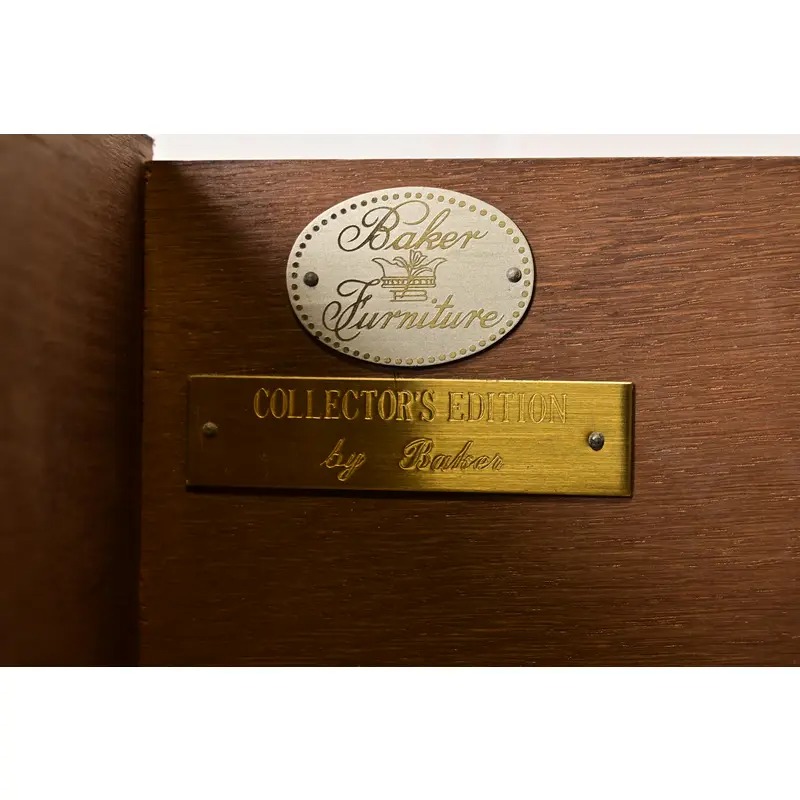 Baker
Furniture
COLLECTOR'S EDITION
by Baker